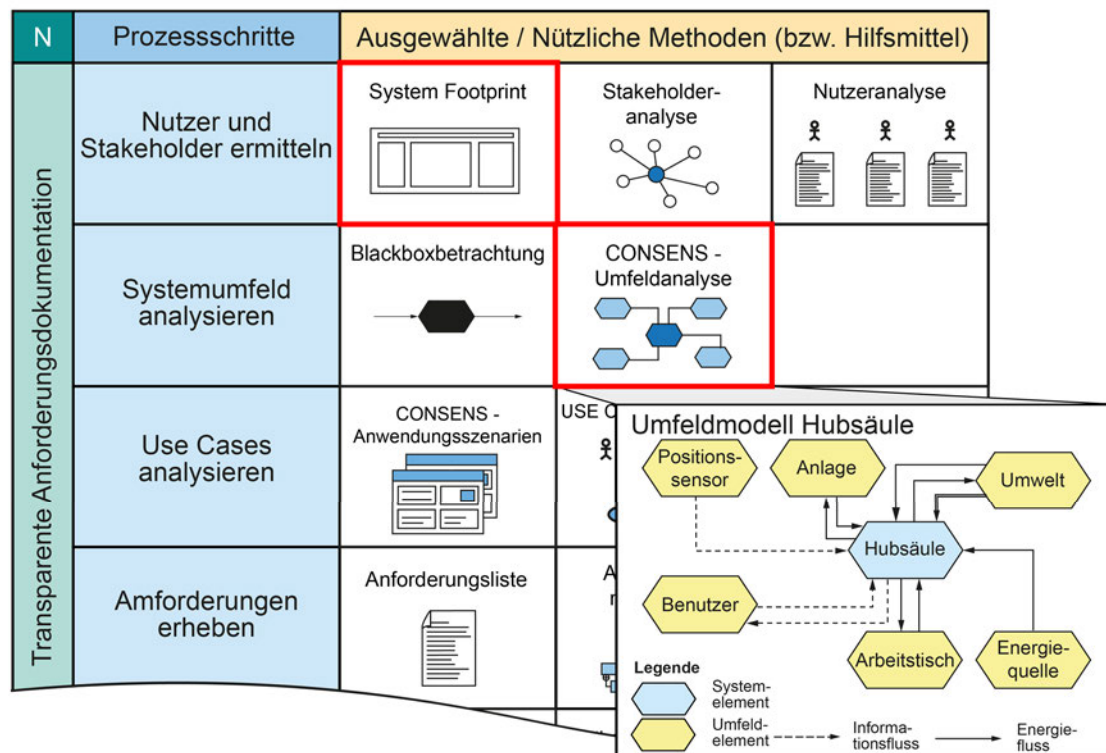 N
Prozessschritte
Ausgewählte / Nützliche Methoden (bzw. Hilfsmittel)
Transparente Anforderungsdokumentation
Nutzer und
Stakeholder ermitteln
System Footprint
Stakeholder-
analyse
Nutzeranalyse
Systemumfeld
analysieren
Blackboxbetrachtung
CONSENS -
Umfeldanalyse
Use Cases
analysieren
CONSENS -
Anwendungsszenarien
USE C
Amforderungen
erheben
Anforderungsliste
A
Umfeldmodell Hubsäule
Positions-
sensor
Anlage
Umwelt
Hubsäule
Benutzer
Arbeitstisch
Energie-
quelle
Legende
System-
element
Umfeld-
element
Informa-
tionsfluss
Energie-
fluss